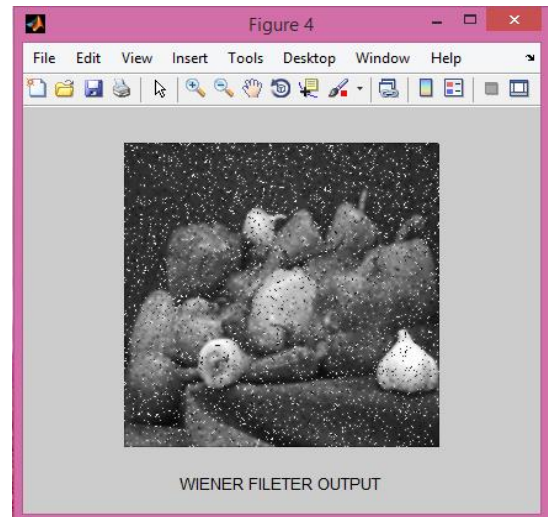 Figure 4
File Edit View Insert Tools Desktop Window Help
WIENER FILETER OUTPUT